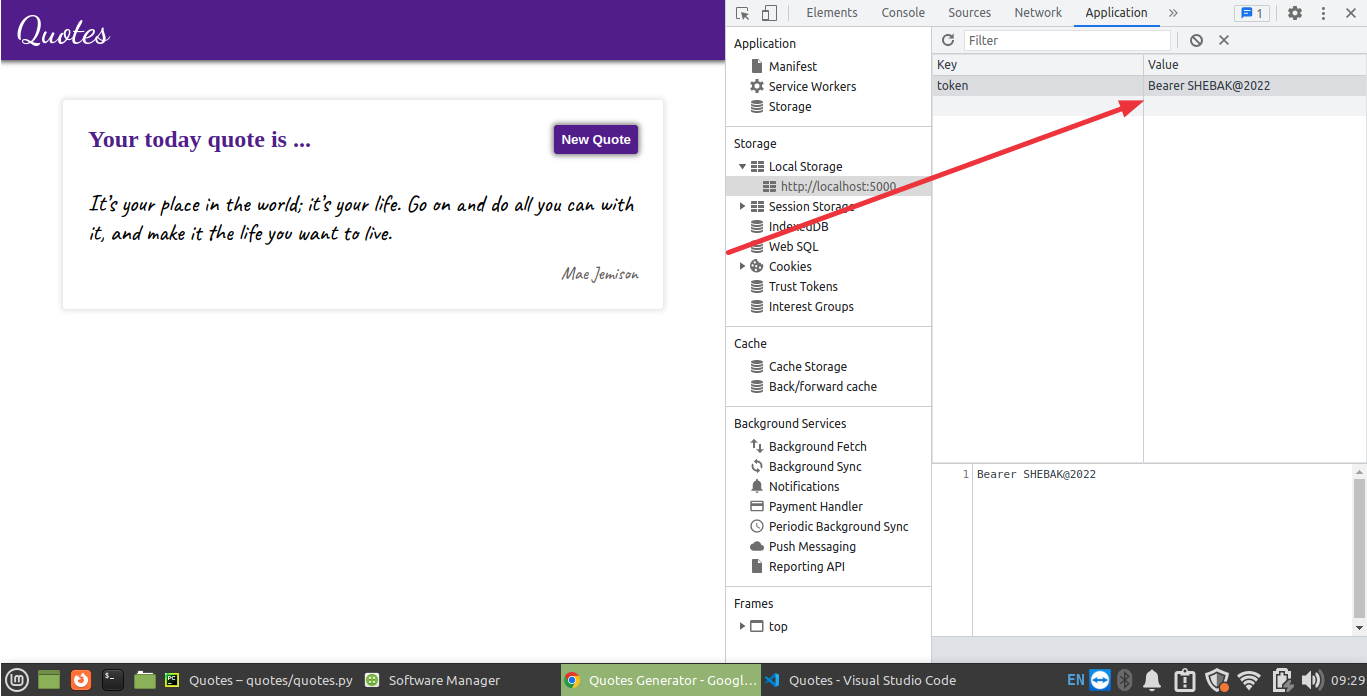 Quotes
Your today quote is ...
New Quote
It's your place in the world; it's your life. Go on and do all you can with
it, and make it the life you want to live.
Mae Jemison
Elements Console Sources Network Application » 1
Application
Manifest
Service Workers
Storage
Storage
Local Storage
http://localhost:5000
Session Storage
IndexedDB
Web SQL
Cookies
Trust Tokens
Interest Groups
Cache
Cache Storage
Back/forward cache
Background Services
Background Fetch
Background Sync
Notifications
Payment Handler
Periodic Background Sync
Push Messaging
Reporting API
Frames
top
Filter
Key Value
token Bearer SHEBAK@2022
1 Bearer SHEBAK@2022
Quotes – quotes/quotes.py Software Manager Quotes Generator - Googl... Quotes - Visual Studio Code EN 09:29